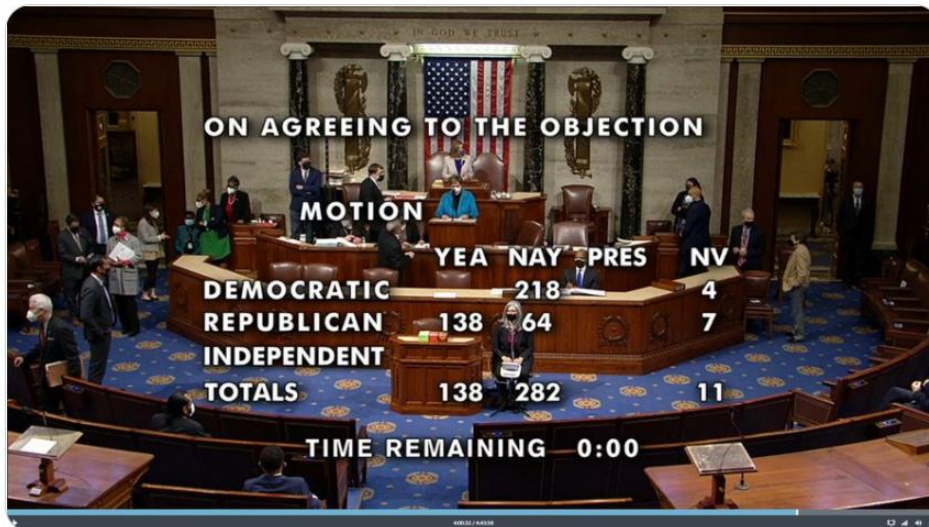 IN GOD WE TRUST
ON AGREEING TO THE OBJECTION
MOTION
YEA NAY PRES NV
DEMOCRATIC 218 4
REPUBLICAN 138 64 7
INDEPENDENT
TOTALS 138 282 11
TIME REMAINING 0:00